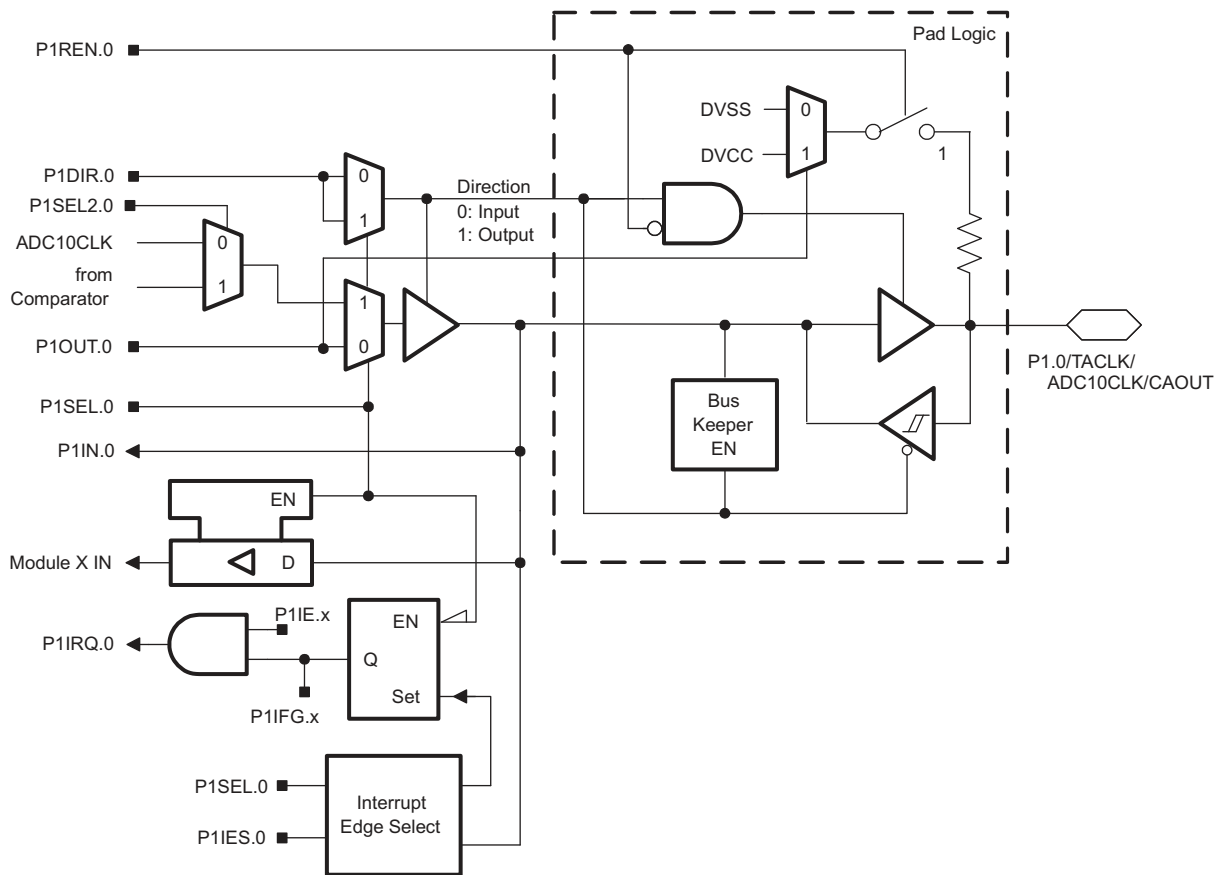 Pad Logic
P1REN.0
DVSS
0
DVCC
1
1
P1DIR.0
0
1
Direction
0: Input
1: Output
P1SEL2.0
ADC10CLK
0
from
Comparator
1
1
0
P1OUT.0
P1.0/TACLK/
ADC10CLK/CAOUT
P1SEL.0
Bus
Keeper
EN
P1IN.0
EN
Module X IN
D
P1IE.x
EN
P1IRQ.0
Q
Set
P1IFG.x
P1SEL.0
Interrupt
Edge Select
P1IES.0